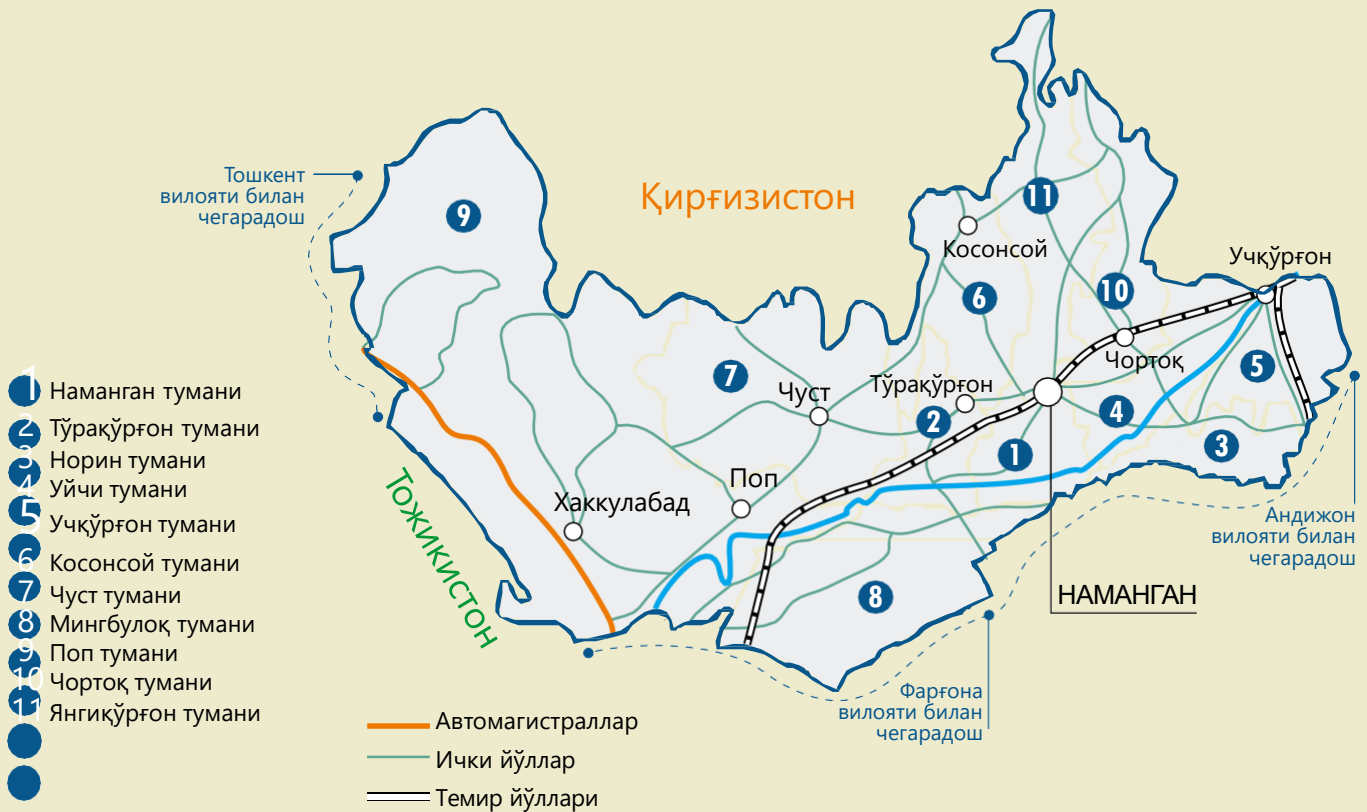 Тошкент
вилояти билан
чегарадош
Қирғизистон
9
11
Косонсой
Учқўрғон
6
10
Чортоқ
7
Чуст
Тўрақўрғон
5
2
4
1
3
Поп
Хаккулабад
Тожикистон
8
НАМАНГАН
Андижон
вилояти билан
чегарадош
Фарғона
вилояти билан
чегарадош
1 Наманган тумани
2 Тўрақўрғон тумани
3 Норин тумани
4 Уйчи тумани
5 Учқўрғон тумани
6 Косонсой тумани
7 Чуст тумани
8 Мингбулоқ тумани
9 Поп тумани
10 Чортоқ тумани
11 Янгиқўрғон тумани
Автомагистраллар
Ички йўллар
Темир йўллари